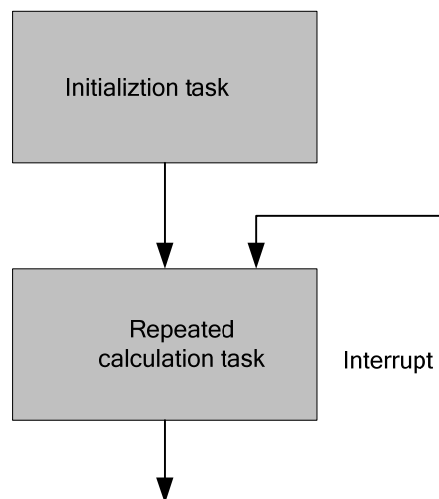 Initializtion task
Repeated
calculation task
Interrupt